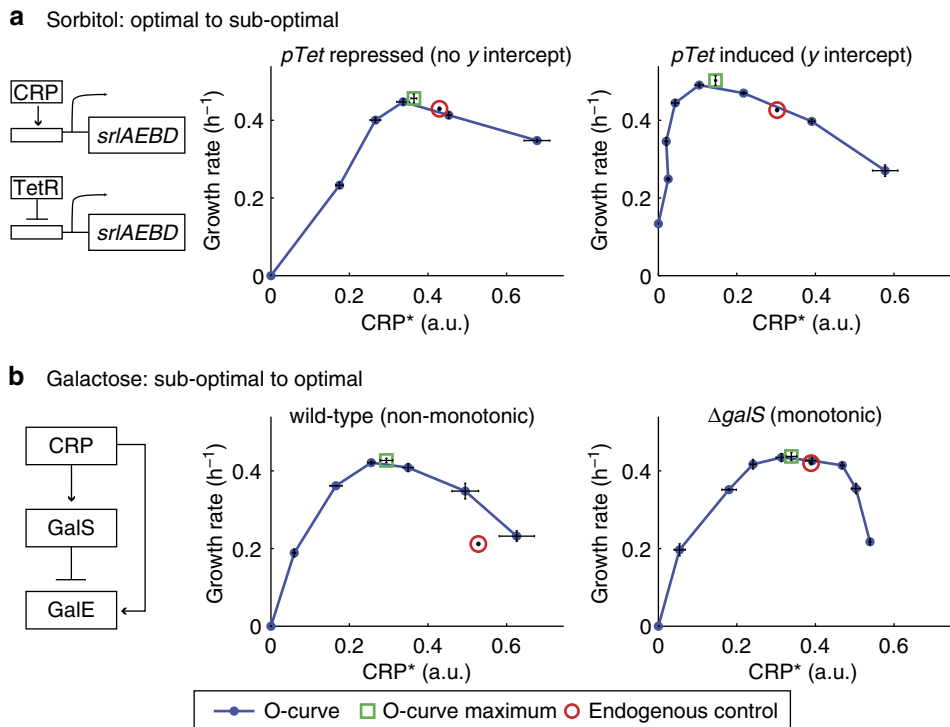 a Sorbitol: optimal to sub-optimal
CRP
srlAEBD
TetR
srlAEBD
pTet repressed (no y intercept)
Growth rate (h⁻¹)
0.4
0.2
0
0 0.2 0.4 0.6
CRP* (a.u.)
pTet induced (y intercept)
Growth rate (h⁻¹)
0.4
0.2
0
0 0.2 0.4 0.6
CRP* (a.u.)
b Galactose: sub-optimal to optimal
CRP
GalS
GalE
wild-type (non-monotonic)
Growth rate (h⁻¹)
0.4
0.2
0
0 0.2 0.4 0.6
CRP* (a.u.)
ΔgalS (monotonic)
Growth rate (h⁻¹)
0.4
0.2
0
0 0.2 0.4 0.6
CRP* (a.u.)
O-curve O-curve maximum Endogenous control